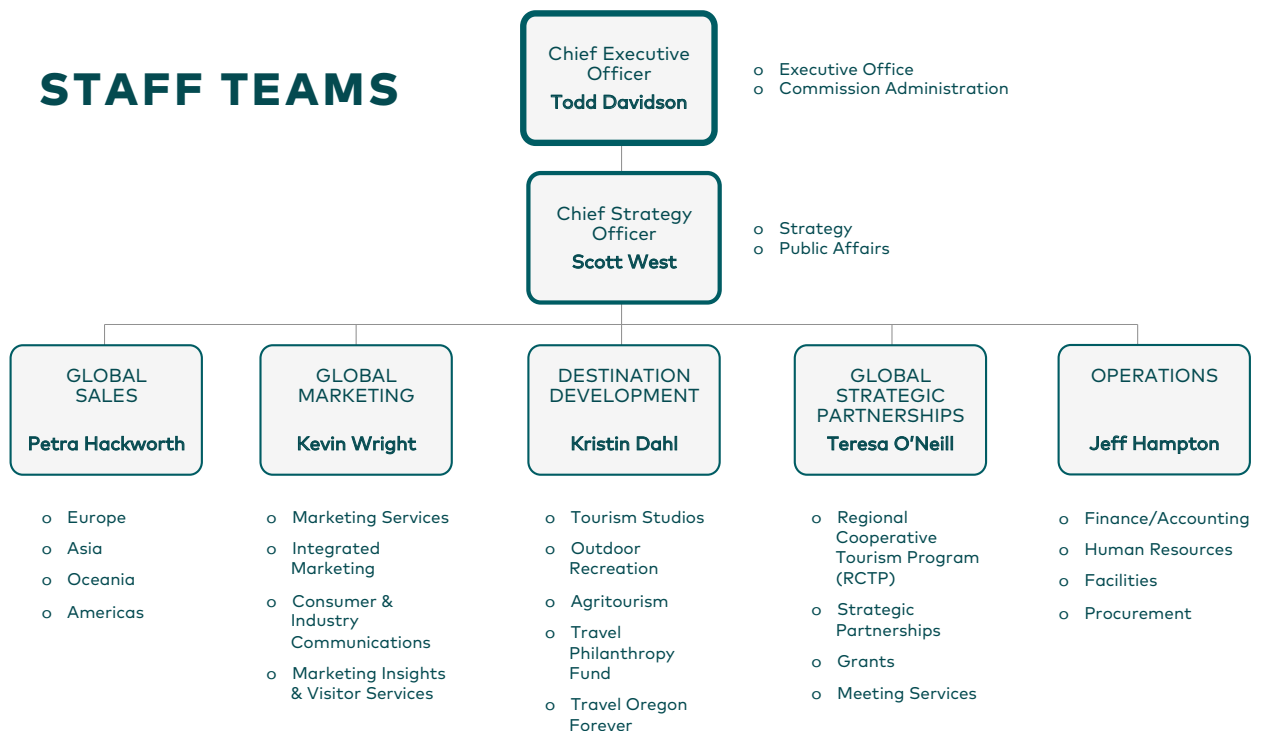 STAFF TEAMS
Chief Executive
Officer
Todd Davidson
o Executive Office
o Commission Administration
Chief Strategy
Officer
Scott West
o Strategy
o Public Affairs
GLOBAL
SALES
Petra Hackworth
o Europe
o Asia
o Oceania
o Americas
GLOBAL
MARKETING
Kevin Wright
o Marketing Services
o Integrated
Marketing
o Consumer &
Industry
Communications
o Marketing Insights
& Visitor Services
DESTINATION
DEVELOPMENT
Kristin Dahl
o Tourism Studios
o Outdoor
Recreation
o Agritourism
o Travel
Philanthropy
Fund
o Travel Oregon
Forever
GLOBAL
STRATEGIC
PARTNERSHIPS
Teresa O'Neill
o Regional
Cooperative
Tourism Program
(RCTP)
o Strategic
Partnerships
o Grants
o Meeting Services
OPERATIONS
Jeff Hampton
o Finance/Accounting
o Human Resources
o Facilities
o Procurement